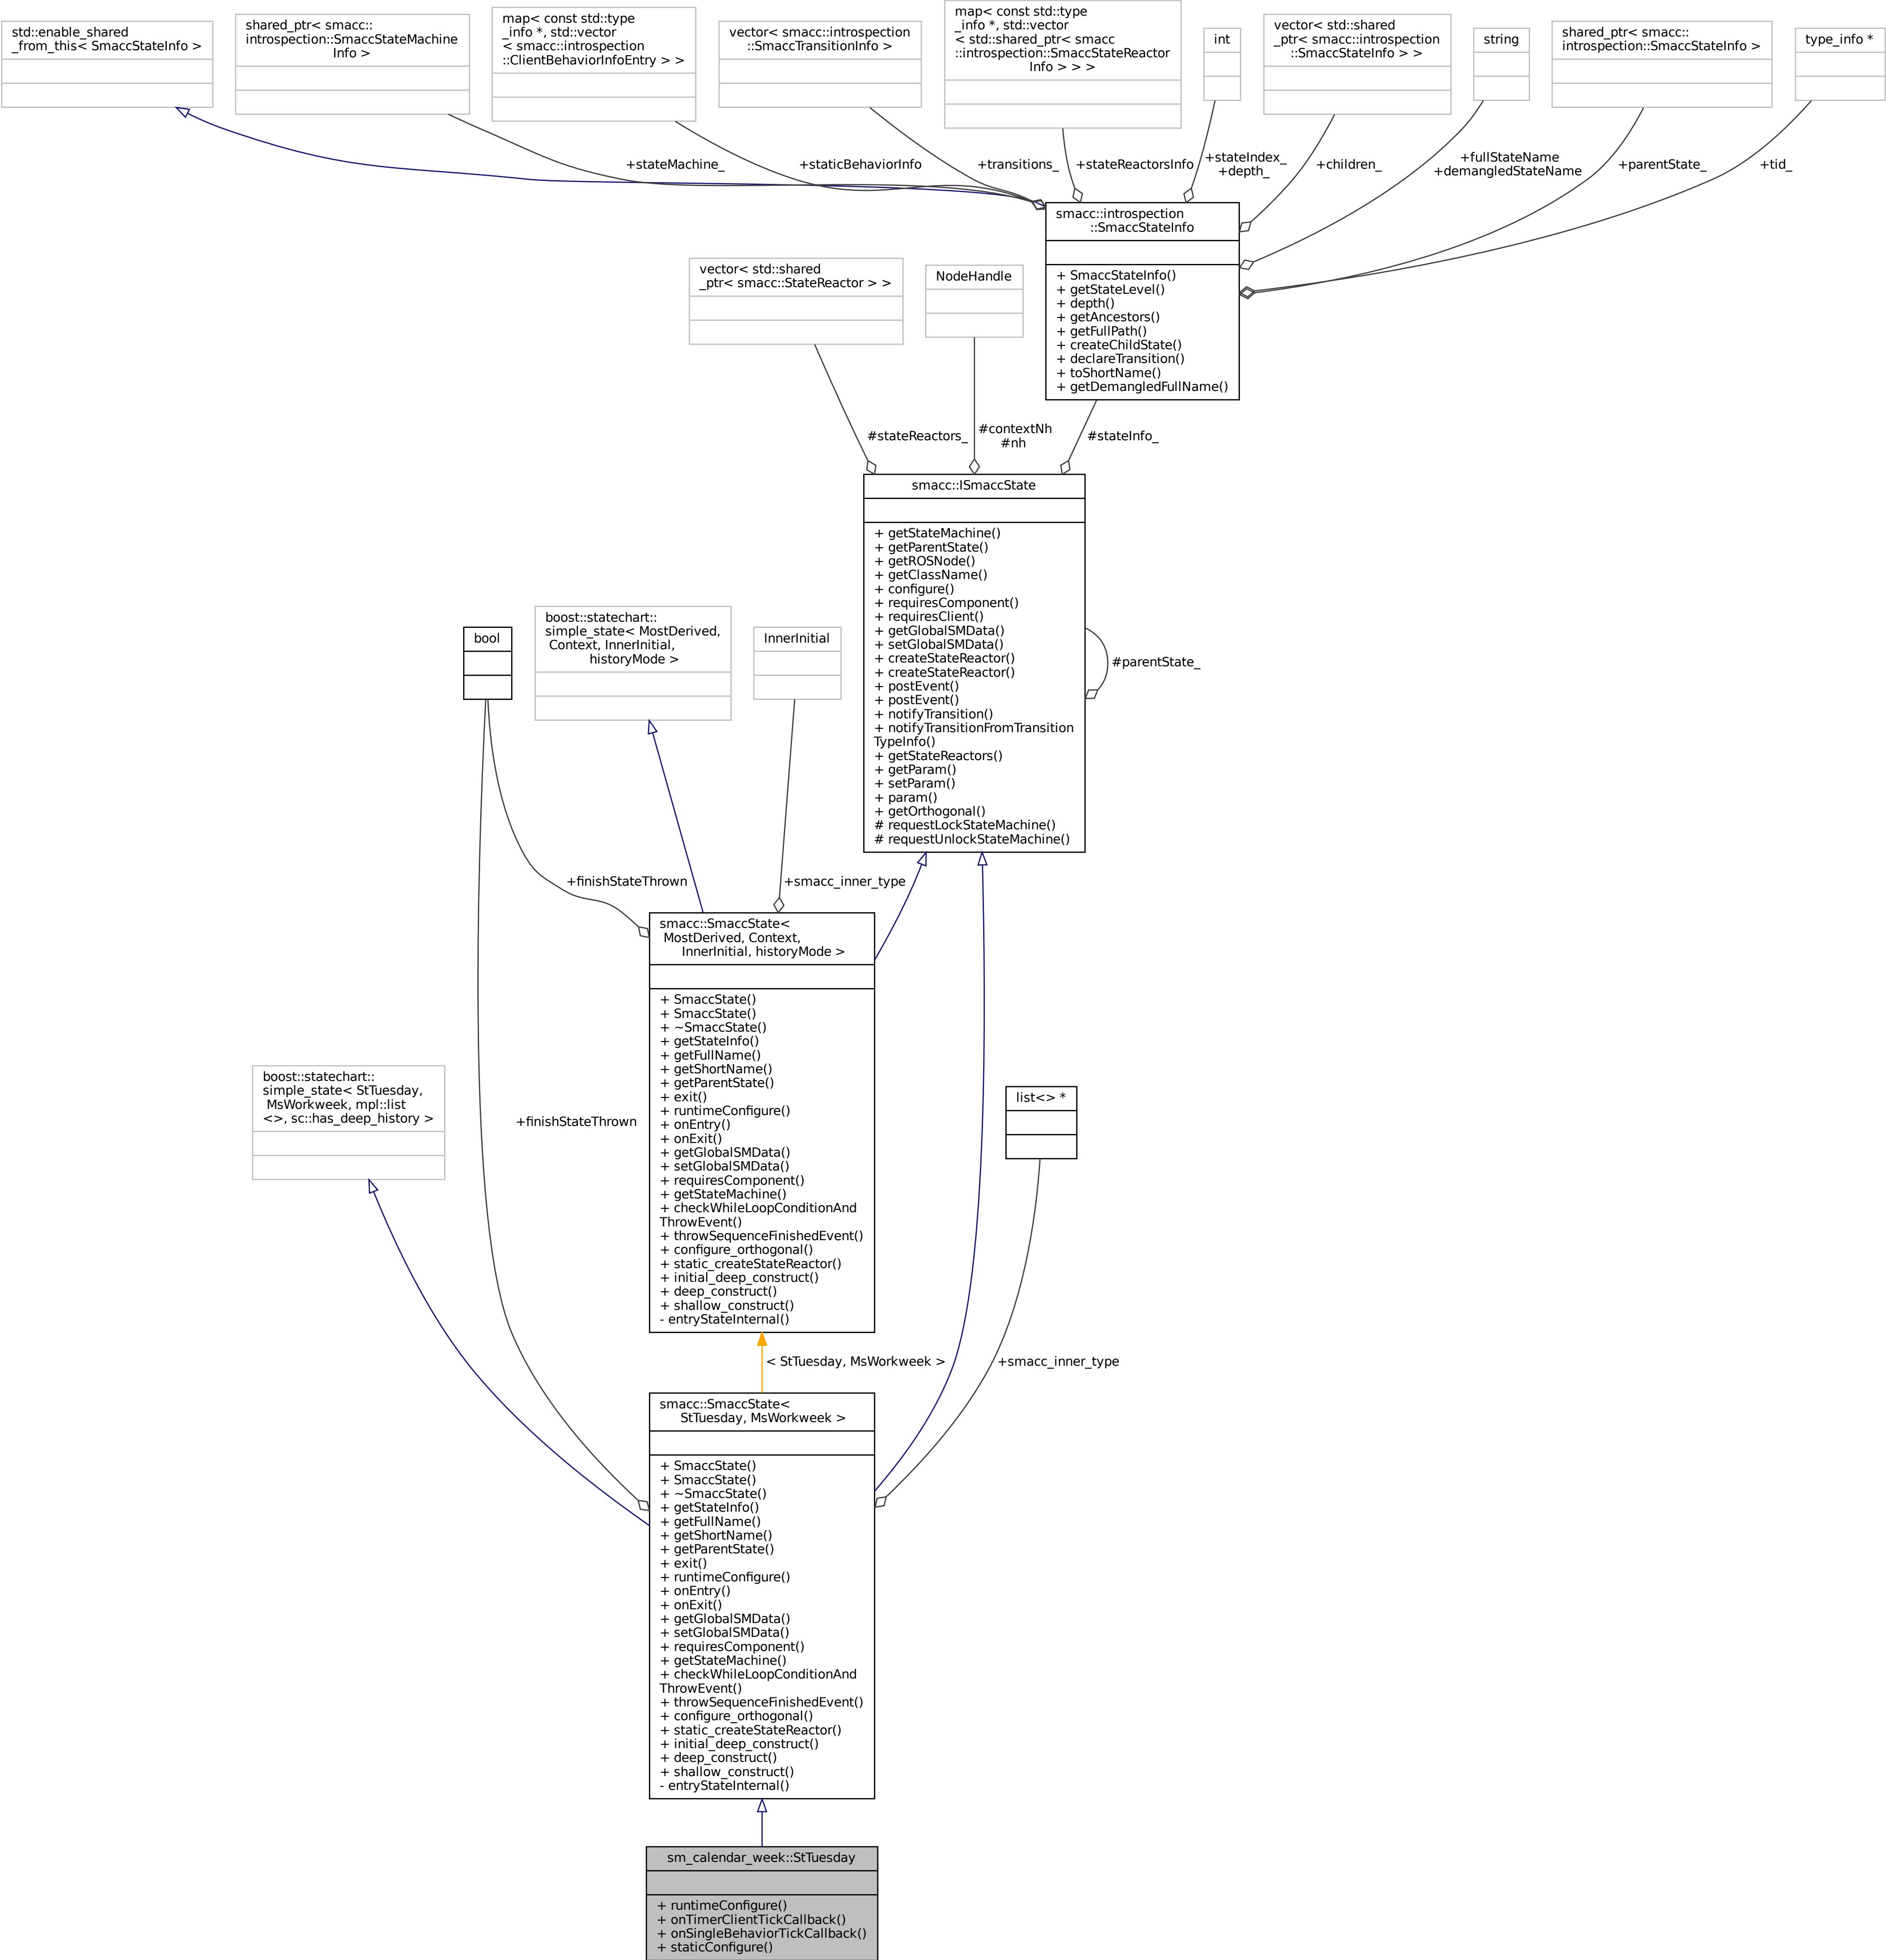 std::enable_shared
_from_this< SmaccStateInfo >
shared_ptr< smacc::
introspection::SmaccStateMachine
Info >
map< const std::type
_info *, std::vector
< smacc::introspection
::ClientBehaviorInfoEntry > >
vector< smacc::introspection
::SmaccTransitionInfo >
map< const std::type
_info *, std::vector
< std::shared_ptr< smacc
::introspection::SmaccStateReactor
Info > > >
int
vector< std::shared
_ptr< smacc::introspection
::SmaccStateInfo > >
string
shared_ptr< smacc::
introspection::SmaccStateInfo >
type_info *
+stateMachine_
+staticBehaviorInfo
+transitions_
+stateReactorsInfo
+stateIndex_
+depth_
+children_
+fullStateName
+demangledStateName
+parentState_
+tid_
smacc::introspection
::SmaccStateInfo
+ SmaccStateInfo()
+ getStateLevel()
+ depth()
+ getAncestors()
+ getFullPath()
+ createChildState()
+ declareTransition()
+ toShortName()
+ getDemangledFullName()
vector< std::shared
_ptr< smacc::StateReactor > >
NodeHandle
#stateReactors_
#contextNh
#nh
#stateInfo_
smacc::ISmaccState
+ getStateMachine()
+ getParentState()
+ getROSNode()
+ getClassName()
+ configure()
+ requiresComponent()
+ requiresClient()
+ getGlobalSMData()
+ setGlobalSMData()
+ createStateReactor()
+ createStateReactor()
+ postEvent()
+ postEvent()
+ notifyTransition()
+ notifyTransitionFromTransition
TypeInfo()
+ getStateReactors()
+ getParam()
+ setParam()
+ param()
+ getOrthogonal()
# requestLockStateMachine()
# requestUnlockStateMachine()
#parentState_
bool
boost::statechart::
simple_state< MostDerived,
Context, InnerInitial,
historyMode >
InnerInitial
+finishStateThrown
+smacc_inner_type
smacc::SmaccState<
MostDerived, Context,
InnerInitial, historyMode >
+ SmaccState()
+ SmaccState()
+ ~SmaccState()
+ getStateInfo()
+ getFullName()
+ getShortName()
+ getParentState()
+ exit()
+ runtimeConfigure()
+ onEntry()
+ onExit()
+ getGlobalSMData()
+ setGlobalSMData()
+ requiresComponent()
+ getStateMachine()
+ checkWhileLoopConditionAnd
ThrowEvent()
+ throwSequenceFinishedEvent()
+ configure_orthogonal()
+ static_createStateReactor()
+ initial_deep_construct()
+ deep_construct()
+ shallow_construct()
- entryStateInternal()
boost::statechart::
simple_state< StTuesday,
MsWorkweek, mpl::list
<>, sc::has_deep_history >
+finishStateThrown
list<> *
< StTuesday, MsWorkweek >
+smacc_inner_type
smacc::SmaccState<
StTuesday, MsWorkweek >
+ SmaccState()
+ SmaccState()
+ ~SmaccState()
+ getStateInfo()
+ getFullName()
+ getShortName()
+ getParentState()
+ exit()
+ runtimeConfigure()
+ onEntry()
+ onExit()
+ getGlobalSMData()
+ setGlobalSMData()
+ requiresComponent()
+ getStateMachine()
+ checkWhileLoopConditionAnd
ThrowEvent()
+ throwSequenceFinishedEvent()
+ configure_orthogonal()
+ static_createStateReactor()
+ initial_deep_construct()
+ deep_construct()
+ shallow_construct()
- entryStateInternal()
sm_calendar_week::StTuesday
+ runtimeConfigure()
+ onTimerClientTickCallback()
+ onSingleBehaviorTickCallback()
+ staticConfigure()